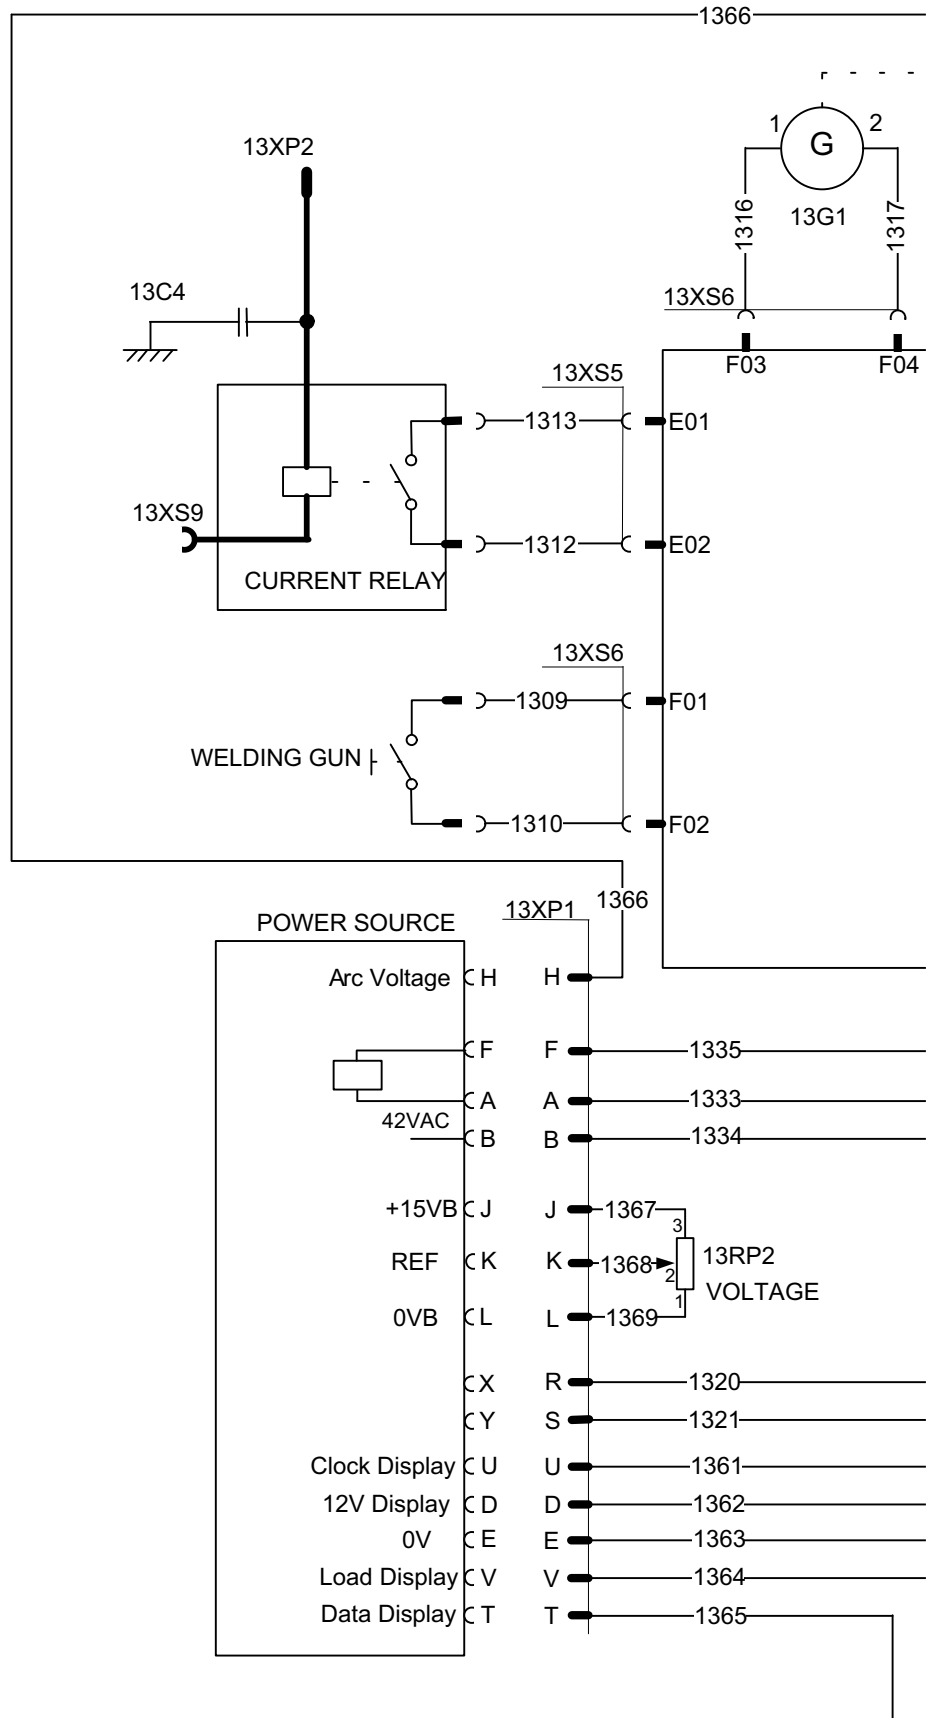 1366
1
2
G
13XP2
1316
1317
13G1
13C4
13XS6
F03
F04
13XS5
1313
E01
13XS9
1312
E02
CURRENT RELAY
13XS6
1309
F01
WELDING GUN
1310
F02
1366
13XP1
POWER SOURCE
Arc Voltage
H
H
F
F
1335
A
A
1333
42VAC
B
B
1334
+15VB
J
J
1367
3
REF
K
K
1368
2
13RP2
VOLTAGE
0VB
L
L
1369
1
X
R
1320
Y
S
1321
Clock Display
U
U
1361
12V Display
D
D
1362
0V
E
E
1363
Load Display
V
V
1364
Data Display
T
T
1365